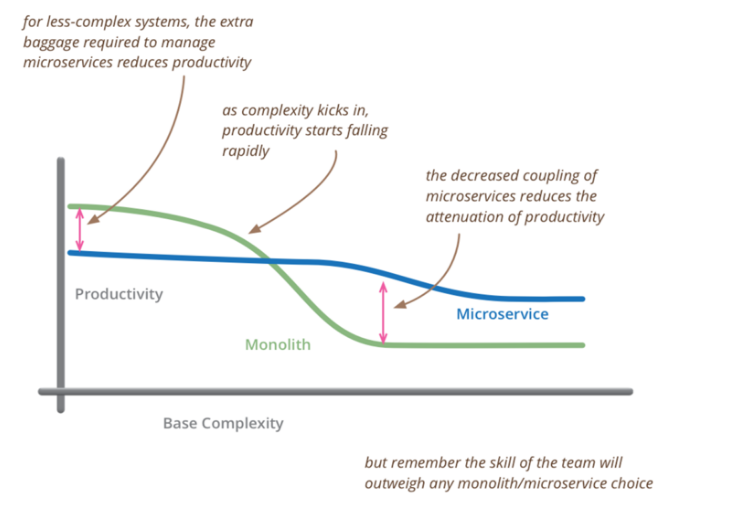 for less-complex systems, the extra
baggage required to manage
microservices reduces productivity
as complexity kicks in,
productivity starts falling
rapidly
the decreased coupling of
microservices reduces the
attenuation of productivity
Productivity
Microservice
Monolith
Base Complexity
but remember the skill of the team will
outweigh any monolith/microservice choice